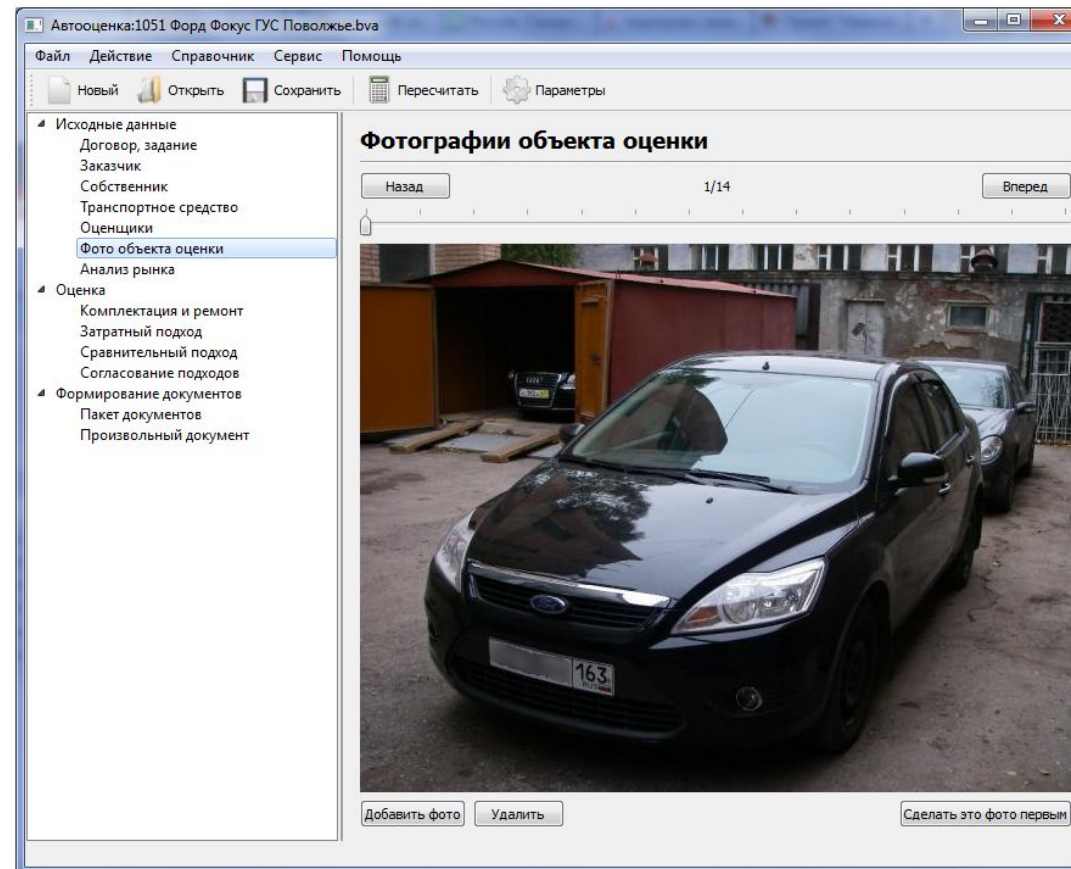 Автооценка:1051 Форд Фокус ГУС Поволжье.bva
Файл Действие Справочник Сервис Помощь
Новый Открыть Сохранить Пересчитать Параметры
Исходные данные
Договор, задание
Заказчик
Собственник
Транспортное средство
Оценщики
Фото объекта оценки
Анализ рынка
Оценка
Комплектация и ремонт
Затратный подход
Сравнительный подход
Согласование подходов
Формирование документов
Пакет документов
Произвольный документ
Фотографии объекта оценки
Назад 1/14 Вперед
Ford
163
RUS
Добавить фото Удалить Сделать это фото первым